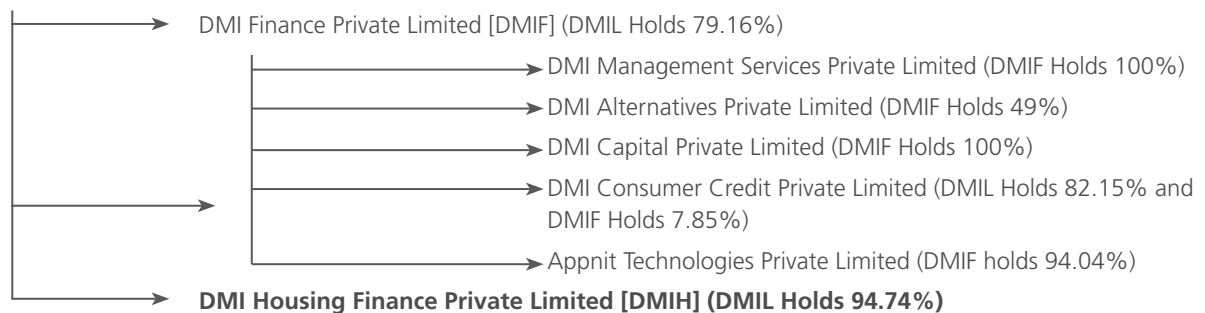 DMI Finance Private Limited [DMIF] (DMIL Holds 79.16%)
DMI Management Services Private Limited (DMIF Holds 100%)
DMI Alternatives Private Limited (DMIF Holds 49%)
DMI Capital Private Limited (DMIF Holds 100%)
DMI Consumer Credit Private Limited (DMIL Holds 82.15% and
DMIF Holds 7.85%)
Appnit Technologies Private Limited (DMIF holds 94.04%)
DMI Housing Finance Private Limited [DMIH] (DMIL Holds 94.74%)